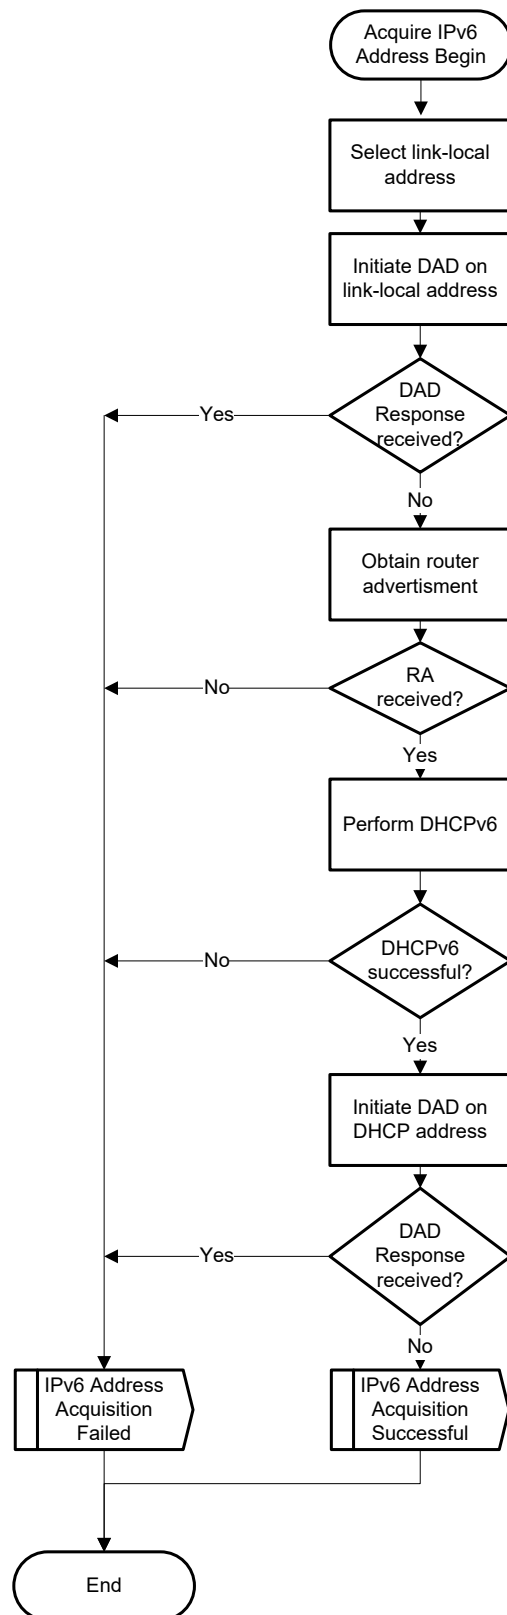 Acquire IPv6
Address Begin
Select link-local
address
Initiate DAD on
link-local address
DAD
Response
received?
Yes
No
Obtain router
advertisment
RA
received?
No
Yes
Perform DHCPv6
DHCPv6
successful?
No
Yes
Initiate DAD on
DHCP address
DAD
Response
received?
Yes
No
IPv6 Address
Acquisition
Failed
IPv6 Address
Acquisition
Successful
End